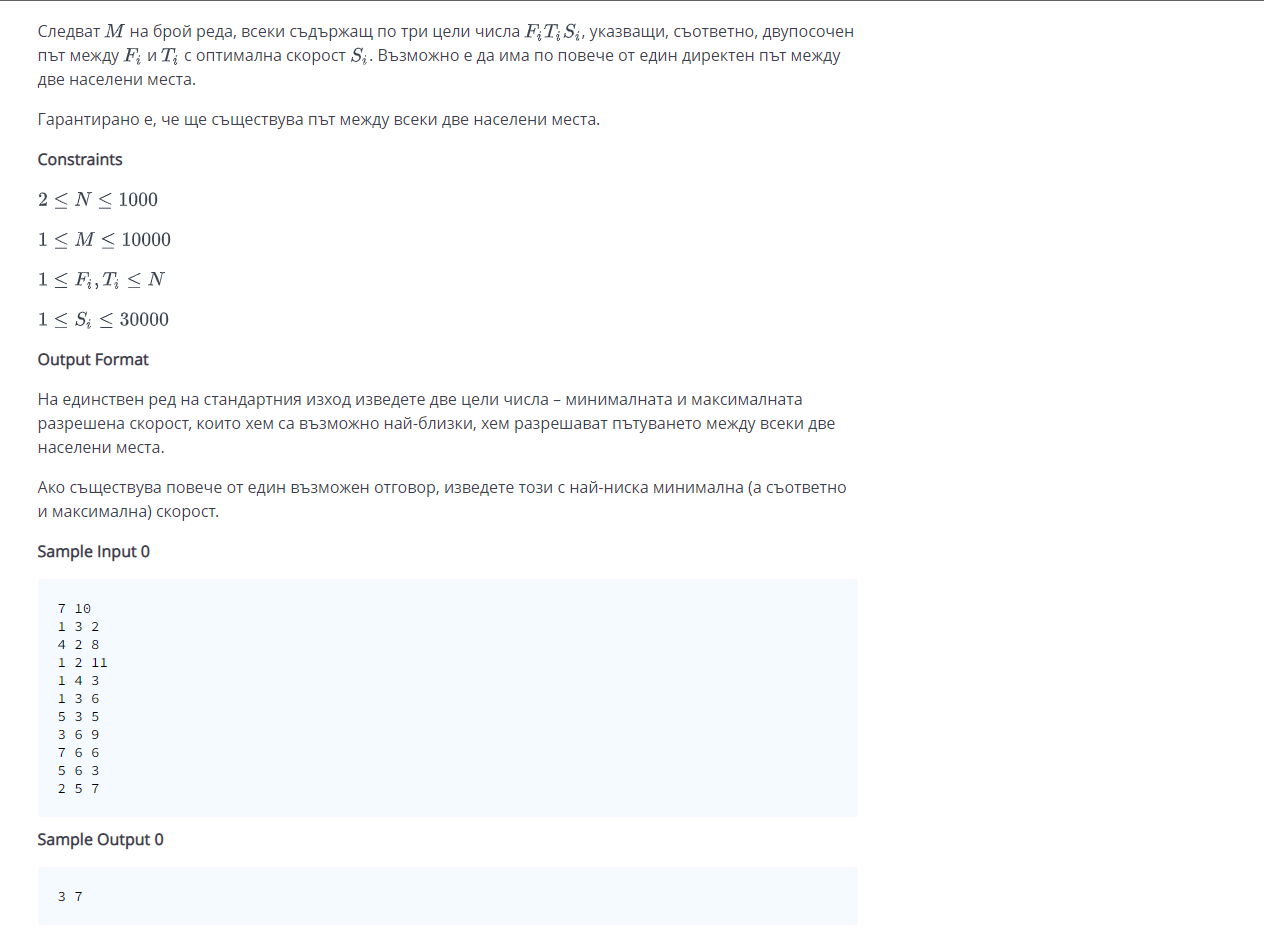 Следват M на брой реда, всеки съдържащ по три цели числа FᵢTᵢSᵢ, указващи, съответно, двупосочен
път между Fᵢ и Tᵢ с оптимална скорост Sᵢ. Възможно е да има по повече от един директен път между
две населени места.
Гарантирано е, че ще съществува път между всеки две населени места.
Constraints
2 ≤ N ≤ 1000
1 ≤ M ≤ 10000
1 ≤ Fᵢ, Tᵢ ≤ N
1 ≤ Sᵢ ≤ 30000
Output Format
На единствен ред на стандартния изход изведете две цели числа – минималната и максималната
разрешена скорост, които хем са възможно най-близки, хем разрешават пътуването между всеки две
населени места.
Ако съществува повече от един възможен отговор, изведете този с най-ниска минимална (а съответно
и максимална) скорост.
Sample Input 0
7 10
1 3 2
4 2 8
1 2 11
1 4 3
1 3 6
5 3 5
3 6 9
7 6 6
5 6 3
2 5 7
Sample Output 0
3 7